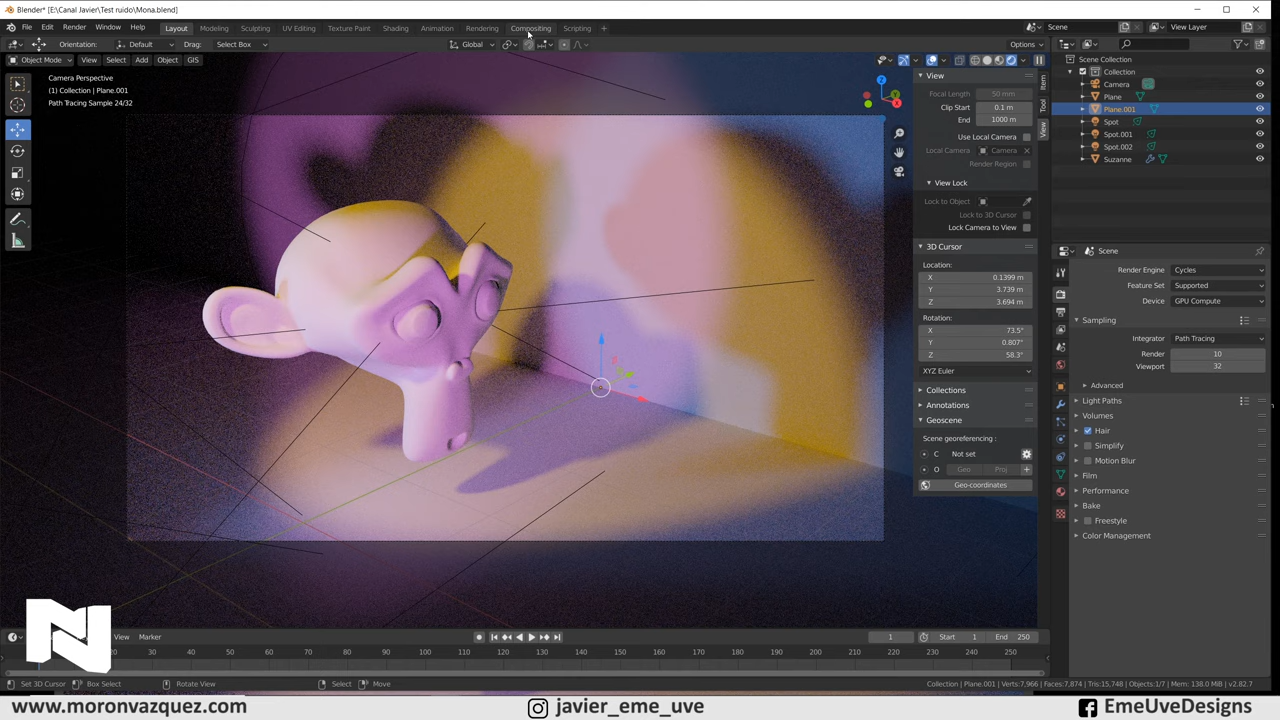 Blender* [E:\Canal Javier\Test ruido\Mona.blend]
File Edit Render Window Help Layout Modeling Sculpting UV Editing Texture Paint Shading Animation Rendering Compositing Scripting + Scene View Layer
Orientation: Default Drag: Select Box Global Options
Object Mode View Select Add Object GIS
Camera Perspective
(1) Collection | Plane.001
Path Tracing Sample 24/32
View
Focal Length 50 mm
Clip Start 0.1 m
End 1000 m
Use Local Camera
Local Camera Camera
Render Region
View Lock
Lock to Object
Lock to 3D Cursor
Lock Camera to View
3D Cursor
Location:
X 0.1399 m
Y 3.739 m
Z 3.694 m
Rotation:
X 73.5°
Y 0.807°
Z 58.3°
XYZ Euler
Collections
Annotations
Geoscene
Scene georeferencing :
C Not set
O Geo Proj +
Geo-coordinates
Item
Tool
View
Scene Collection
Collection
Camera
Plane
Plane.001
Spot
Spot.001
Spot.002
Suzanne
Scene
Render Engine Cycles
Feature Set Supported
Device GPU Compute
Sampling
Integrator Path Tracing
Render 10
Viewport 32
Advanced
Light Paths
Volumes
Hair
Simplify
Motion Blur
Film
Performance
Bake
Freestyle
Color Management
View Marker 1 Start 1 End 250
20 30 40 50 60 70 80 90 100 110 120 130 140 150 160 170 180 190 200 210 220 230 240 250
Set 3D Cursor Box Select Rotate View Select Move Collection | Plane.001 | Verts:7,966 | Faces:7,874 | Tris:15,748 | Objects:1/7 | Mem: 138.0 MiB | v2.82.7
N
www.moronvazquez.com javier_eme_uve EmeUveDesigns